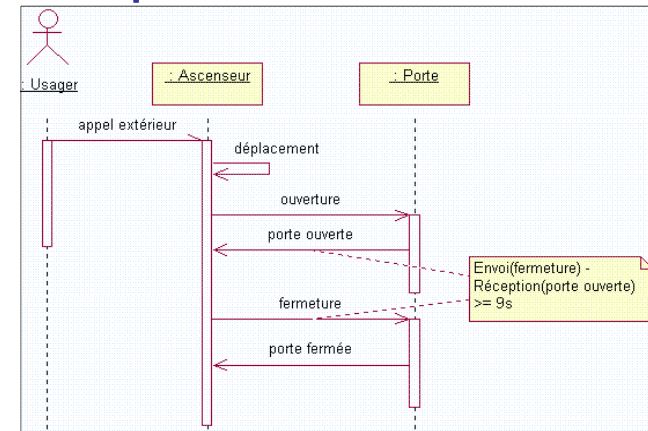 : Usager
: Ascenseur
: Porte
appel extérieur
déplacement
ouverture
porte ouverte
Envoi(fermeture) -
Réception(porte ouverte)
>= 9s
fermeture
porte fermée